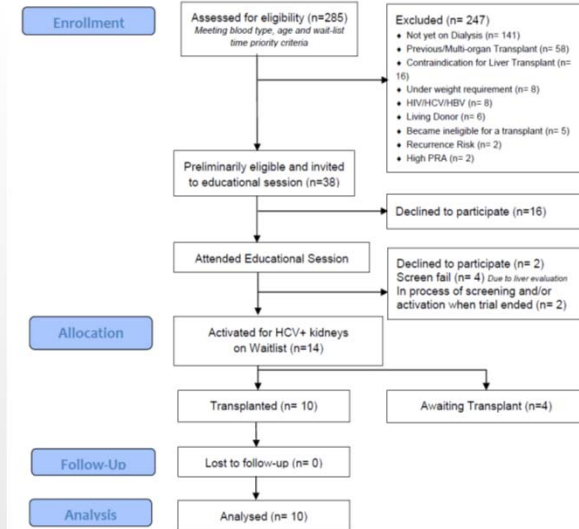 Enrollment
Assessed for eligibility (n=285)
Meeting blood type, age and wait-list
time priority criteria
Excluded (n= 247)
♦ Not yet on Dialysis (n= 141)
♦ Previous/Multi-organ Transplant (n= 58)
♦ Contraindication for Liver Transplant (n=
16)
♦ Under weight requirement (n= 8)
♦ HIV/HCV/HBV (n= 8)
♦ Living Donor (n= 6)
♦ Became ineligible for a transplant (n= 5)
♦ Recurrence Risk (n= 2)
♦ High PRA (n= 2)
Preliminarily eligible and invited
to educational session (n=38)
Declined to participate (n=16)
Attended Educational Session
Declined to participate (n= 2)
Screen fail (n= 4) Due to liver evaluation
In process of screening and/or
activation when trial ended (n= 2)
Allocation
Activated for HCV+ kidneys
on Waitlist (n=14)
Transplanted (n= 10)
Awaiting Transplant (n=4)
Follow-Up
Lost to follow-up (n= 0)
Analysis
Analysed (n= 10)